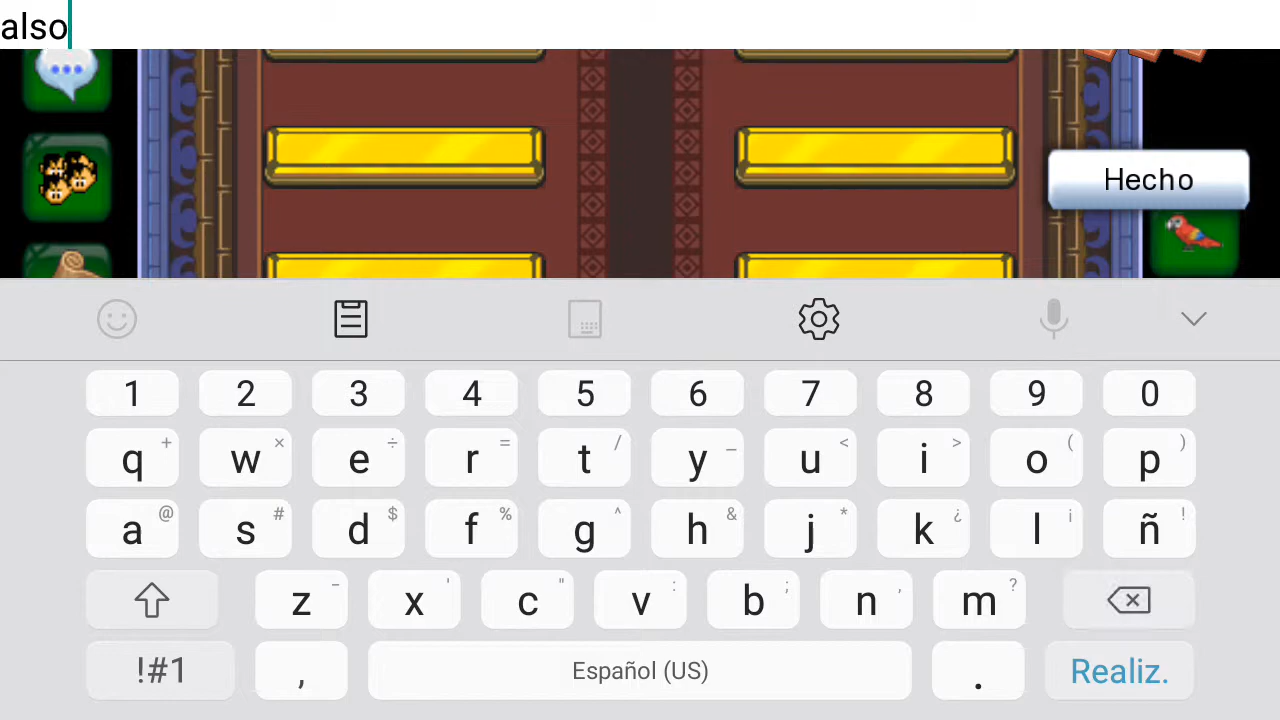 also
Hecho
1 2 3 4 5 6 7 8 9 0
q + w × e ÷ r = t / y _ u < i > o ( p )
a @ s # d $ f % g ^ h & j * k ¿ l ¡ ñ !
z - x ' c " v : b ; n , m ?
!#1 , Español (US) . Realiz.